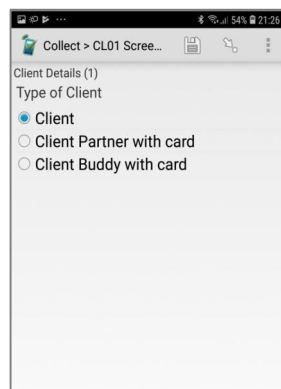 54% 21:26
Collect > CL01 Scree...
Client Details (1)
Type of Client
Client
Client Partner with card
Client Buddy with card